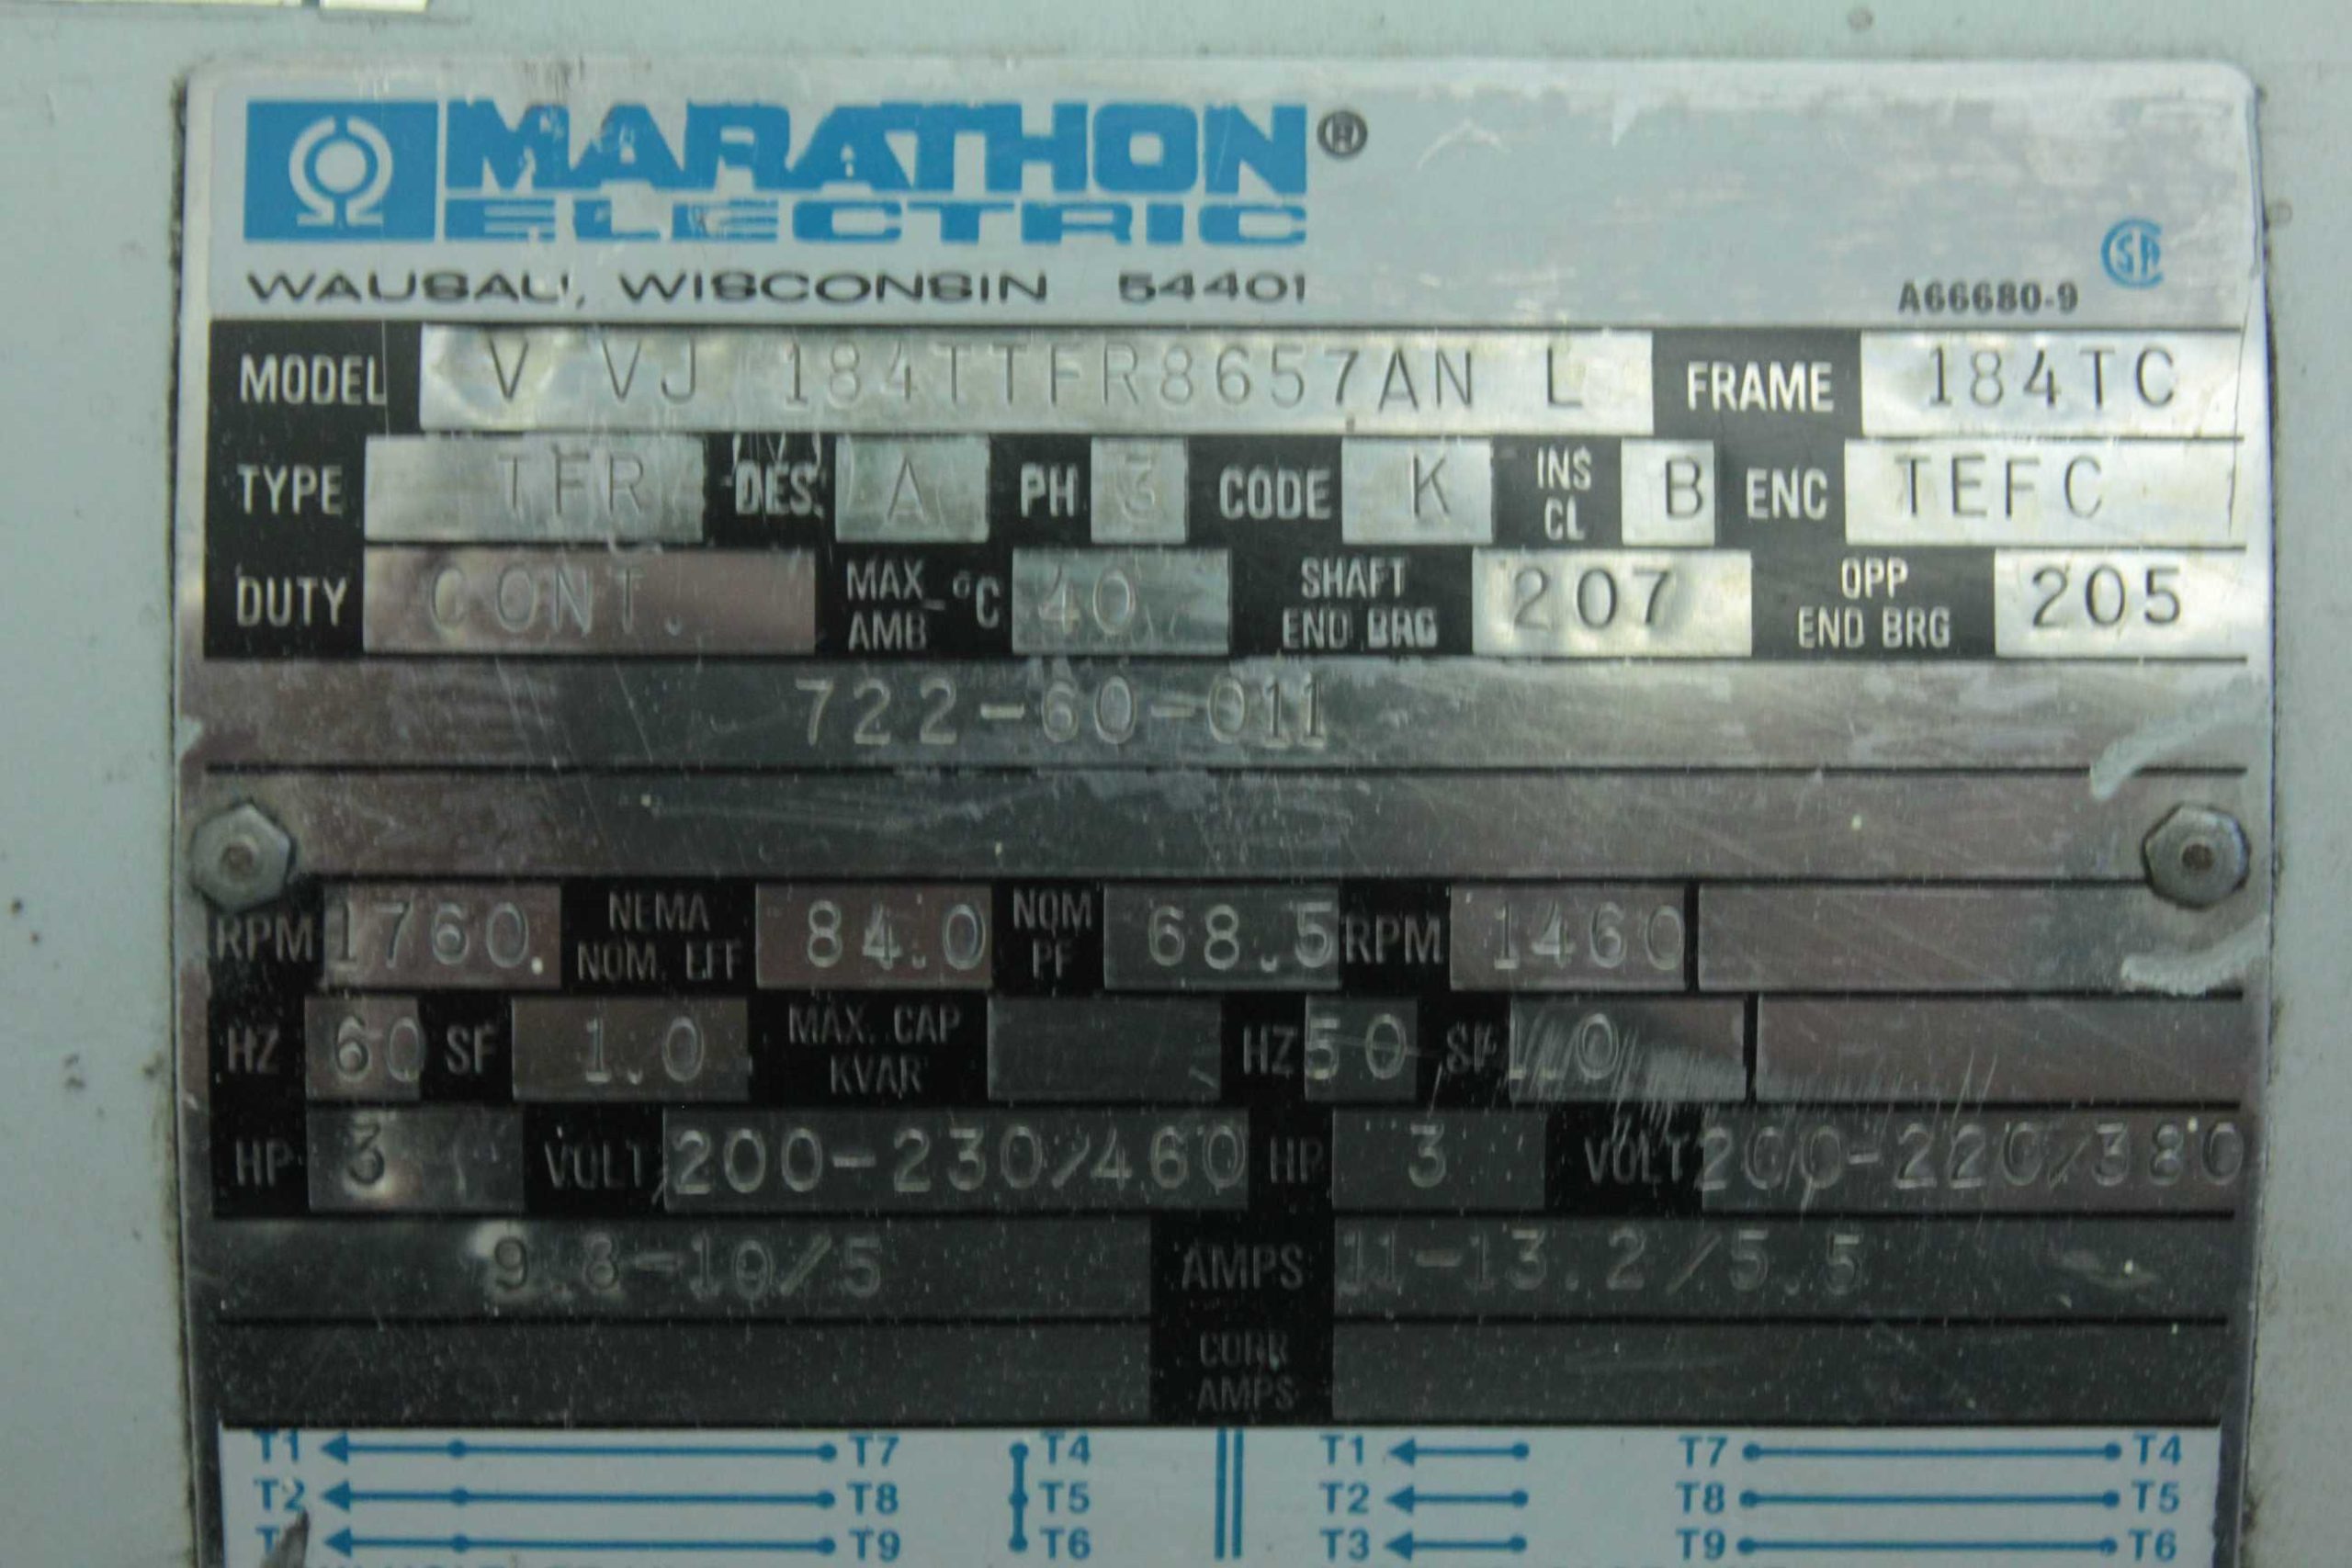 MARATHON®
ELECTRIC
WAUSAU, WISCONSIN 54401
A66680-9
MODEL V VJ 184TTFR8657AN L FRAME 184TC
TYPE TFR DES. A PH 3 CODE K INS CL B ENC TEFC
DUTY CONT. MAX AMB °C 40 SHAFT END BRG 207 OPP END BRG 205
722-60-011
RPM 1760. NEMA NOM. EFF 84.0 NOM PF 68.5 RPM 1460
HZ 60 SF 1.0 MAX. CAP KVAR HZ 50 SF 1.0
HP 3 VOLT 200-230/460 HP 3 VOLT 200-220/380
9.8-10/5 AMPS 11-13.2/5.5
CORR AMPS
T1 T7 T4 T1 T7 T4
T2 T8 T5 T2 T8 T5
T9 T6 T3 T9 T6